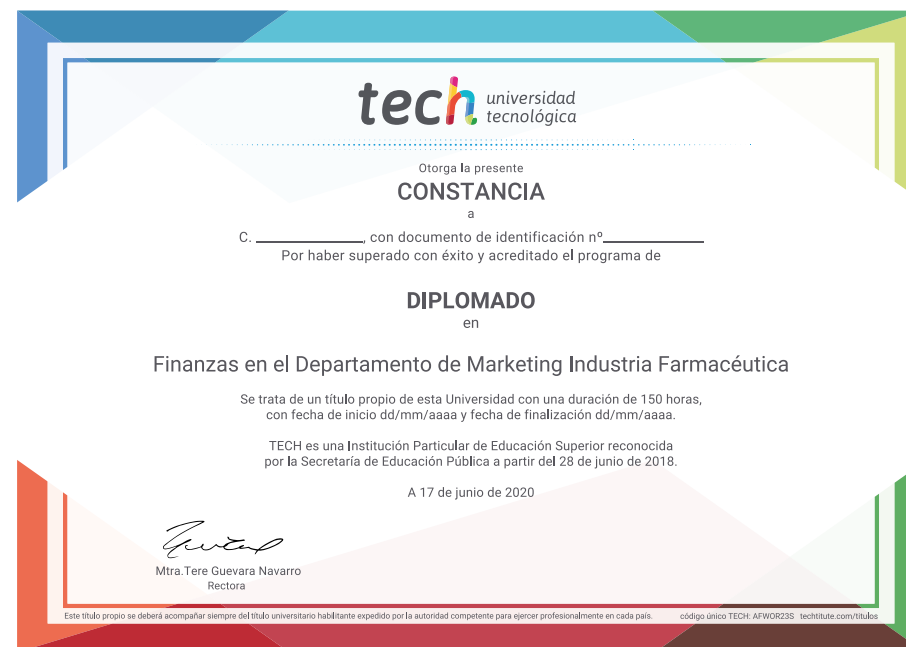 tech universidad
tecnológica
Otorga la presente
CONSTANCIA
a
C. ____________, con documento de identificación nº____________
Por haber superado con éxito y acreditado el programa de
DIPLOMADO
en
Finanzas en el Departamento de Marketing Industria Farmacéutica
Se trata de un título propio de esta Universidad con una duración de 150 horas,
con fecha de inicio dd/mm/aaaa y fecha de finalización dd/mm/aaaa.
TECH es una Institución Particular de Educación Superior reconocida
por la Secretaría de Educación Pública a partir del 28 de junio de 2018.
A 17 de junio de 2020
Mtra.Tere Guevara Navarro
Rectora
Este título propio se deberá acompañar siempre del título universitario habilitante expedido por la autoridad competente para ejercer profesionalmente en cada país. código único TECH: AFWOR23S techtitute.com/titulos